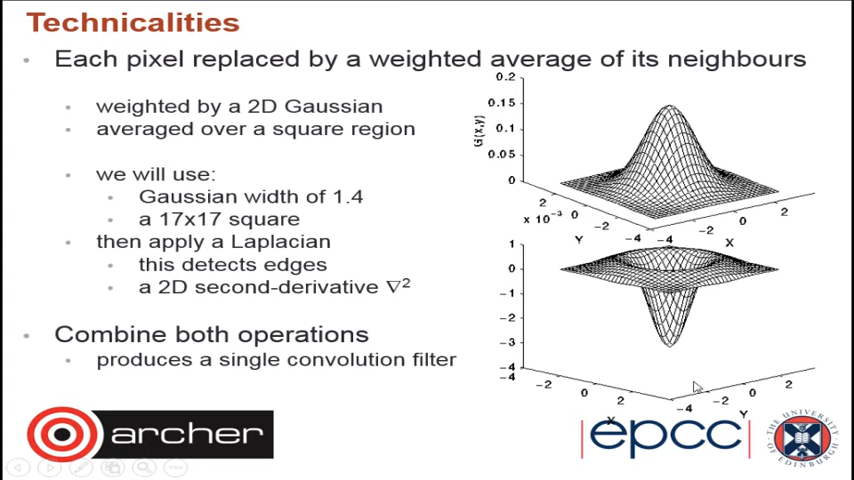 Technicalities
Each pixel replaced by a weighted average of its neighbours
weighted by a 2D Gaussian
averaged over a square region
we will use:
Gaussian width of 1.4
a 17x17 square
then apply a Laplacian
this detects edges
a 2D second-derivative ∇²
Combine both operations
produces a single convolution filter
0.2
0.15
0.1
0.05
0
G(x,y)
x 10⁻³
2
0
-2
-4
Y
-4
-2
0
2
X
1
0
-1
-2
-3
-4
-4
-2
0
2
X
-4
-2
0
2
Y
archer
epcc
THE UNIVERSITY
OF EDINBURGH